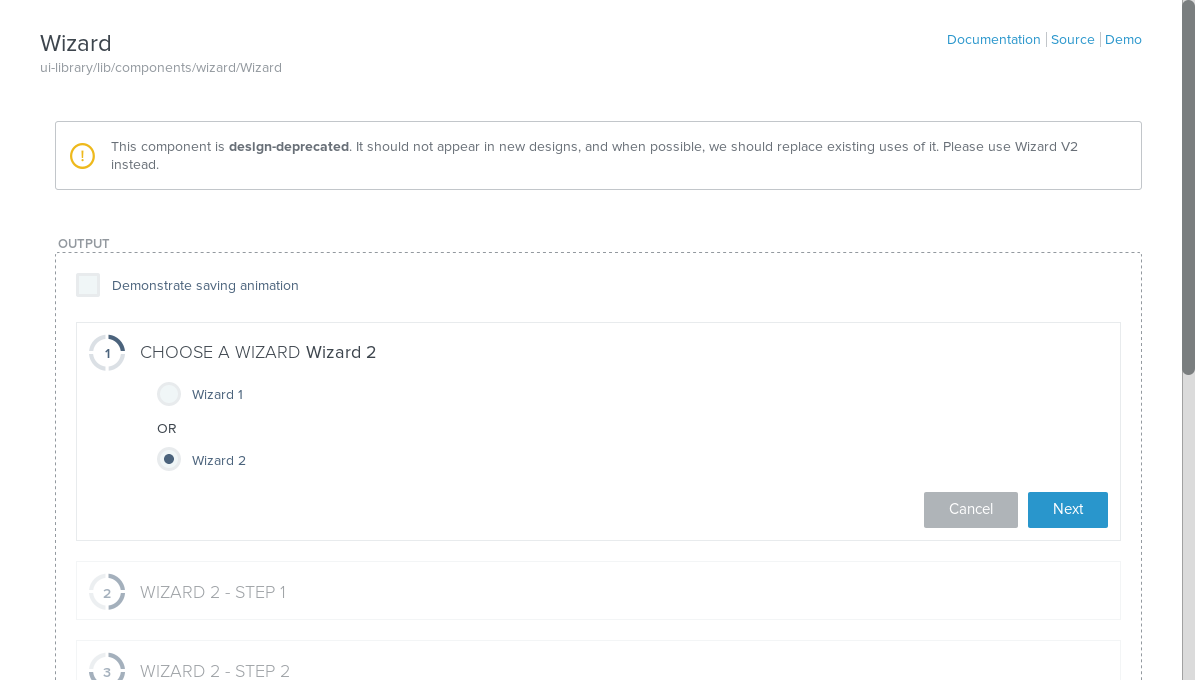 Wizard
Documentation Source Demo
ui-library/lib/components/wizard/Wizard
! This component is design-deprecated. It should not appear in new designs, and when possible, we should replace existing uses of it. Please use Wizard V2
instead.
OUTPUT
Demonstrate saving animation
1 CHOOSE A WIZARD Wizard 2
Wizard 1
OR
Wizard 2
Cancel Next
2 WIZARD 2 - STEP 1
3 WIZARD 2 - STEP 2